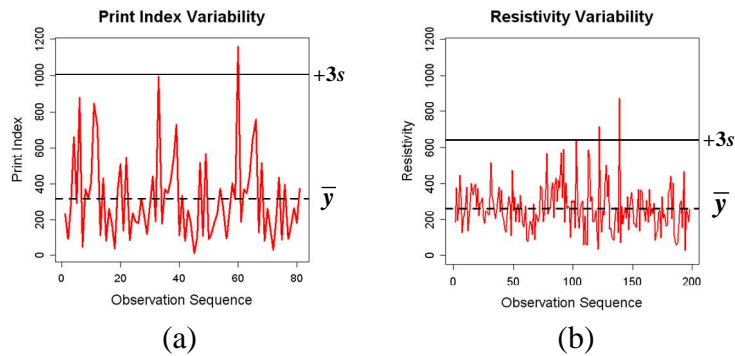 Print Index Variability
1200
1000
800
600
400
200
0
Print Index
+3s
y̅
0
20
40
60
80
Observation Sequence
(a)
Resistivity Variability
1200
1000
800
600
400
200
0
Resistivity
+3s
y̅
0
50
100
150
200
Observation Sequence
(b)